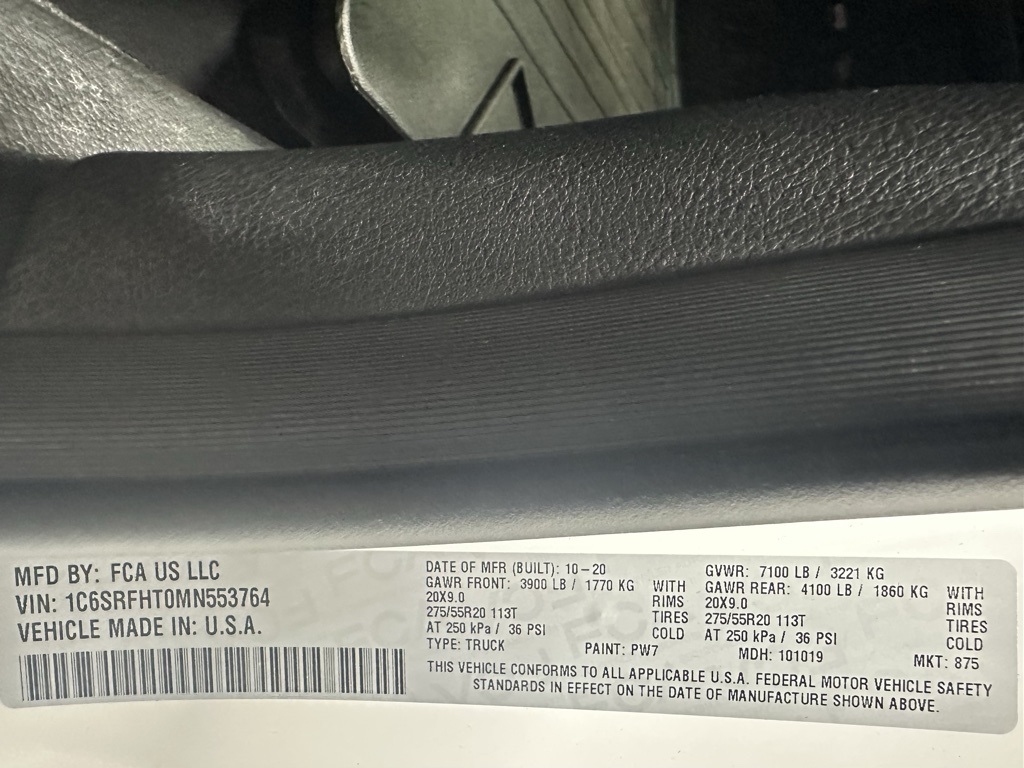 MFD BY: FCA US LLC
VIN: 1C6SRFHT0MN553764
VEHICLE MADE IN: U.S.A.
DATE OF MFR (BUILT): 10-20
GAWR FRONT: 3900 LB / 1770 KG WITH
20X9.0 RIMS
275/55R20 113T TIRES
AT 250 kPa / 36 PSI COLD
TYPE: TRUCK PAINT: PW7
GVWR: 7100 LB / 3221 KG
GAWR REAR: 4100 LB / 1860 KG WITH
20X9.0 RIMS
275/55R20 113T TIRES
AT 250 kPa / 36 PSI COLD
MDH: 101019 MKT: 875
THIS VEHICLE CONFORMS TO ALL APPLICABLE U.S.A. FEDERAL MOTOR VEHICLE SAFETY
STANDARDS IN EFFECT ON THE DATE OF MANUFACTURE SHOWN ABOVE.